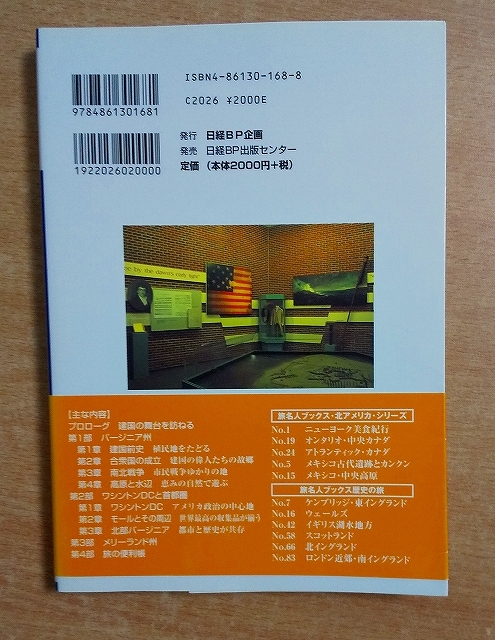 ISBN4-86130-168-8
C2026 ¥2000E
9784861301681
1922026020000
発行 日経BP企画
発売 日経BP出版センター
定価（本体2000円+税）
by the dawn's early light"
【主な内容】
プロローグ 建国の舞台を訪ねる
第1部 バージニア州
第1章 建国前史 植民地をたどる
第2章 合衆国の成立 建国の偉人たちの故郷
第3章 南北戦争 市民戦争ゆかりの地
第4章 高原と水辺 恵みの自然で遊ぶ
第2部 ワシントンDCと首都圏
第1章 ワシントンDC アメリカ政治の中心地
第2章 モールとその周辺 世界最高の収集品が揃う
第3章 北部バージニア 都市と歴史が共存
第3部 メリーランド州
第4部 旅の便利帳
旅名人ブックス・北アメリカ・シリーズ
No.1 ニューヨーク美食紀行
No.19 オンタリオ・中央カナダ
No.24 アトランティック・カナダ
No.5 メキシコ古代遺跡とカンクン
No.15 メキシコ・中央高原
旅名人ブックス歴史の旅
No.7 ケンブリッジ・東イングランド
No.16 ウェールズ
No.42 イギリス湖水地方
No.58 スコットランド
No.66 北イングランド
No.83 ロンドン近郊・南イングランド